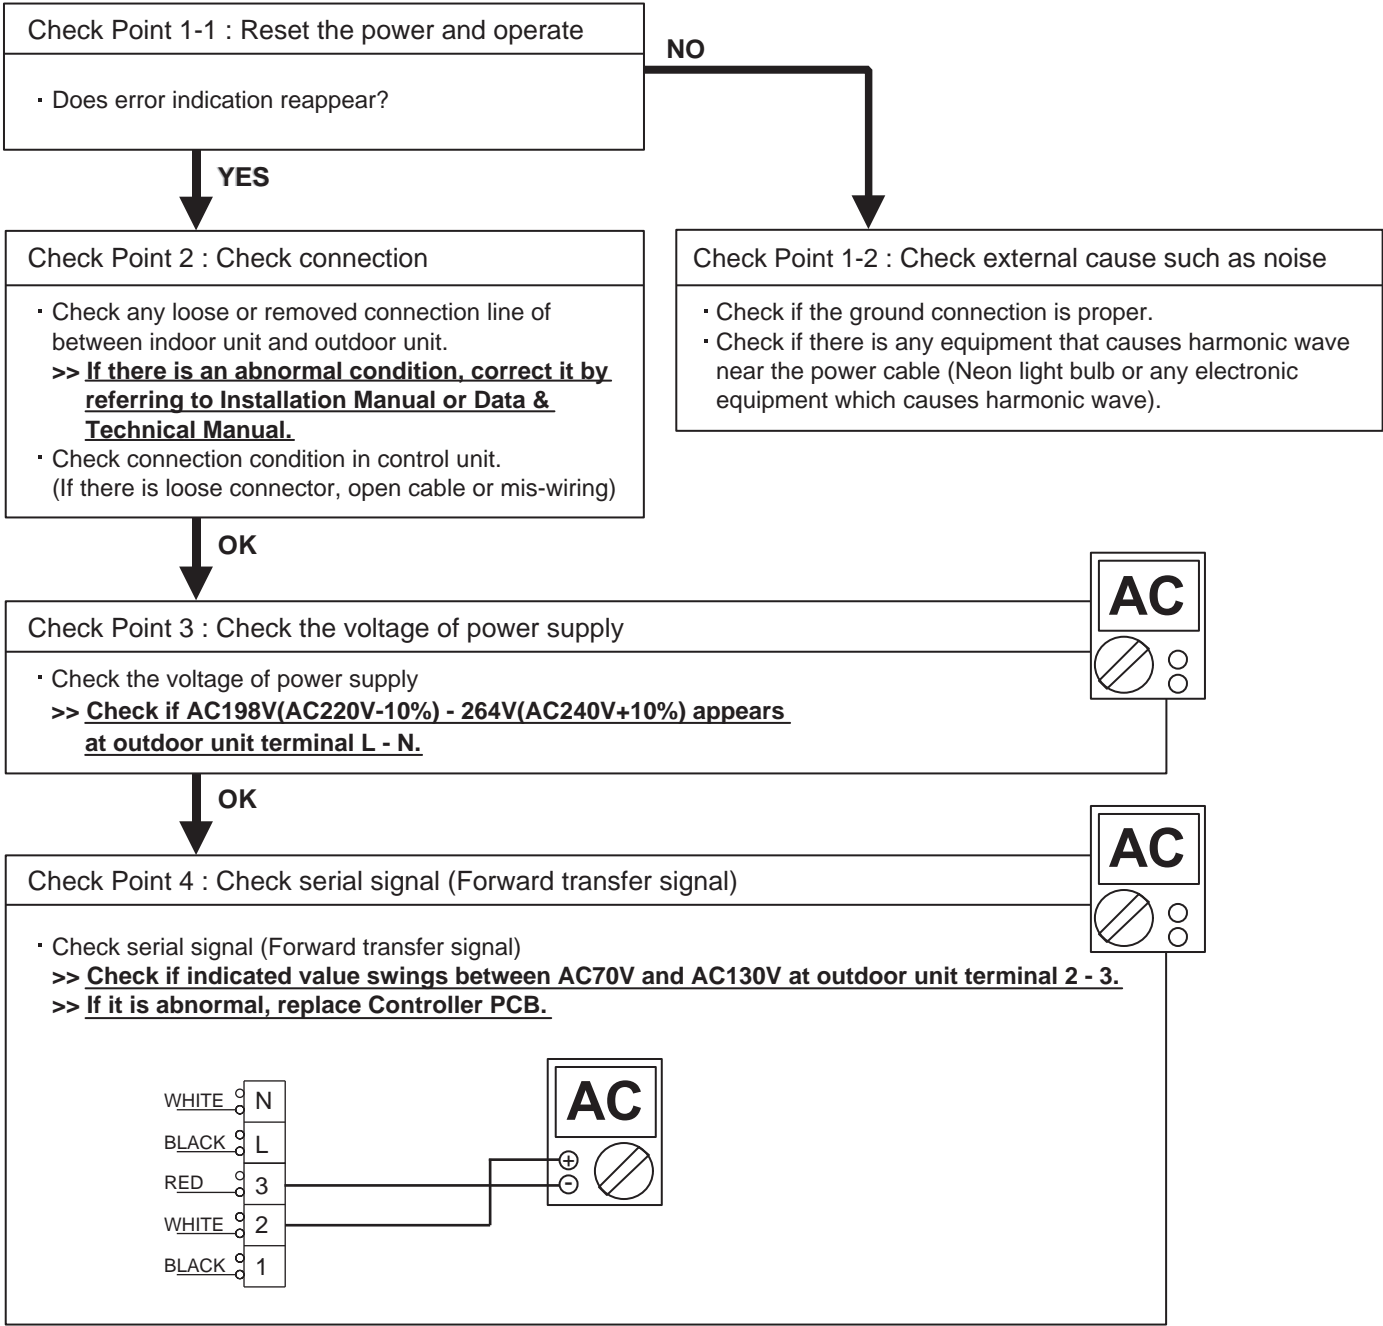 Check Point 1-1 : Reset the power and operate
· Does error indication reappear?
NO
YES
Check Point 2 : Check connection
· Check any loose or removed connection line of
between indoor unit and outdoor unit.
>> If there is an abnormal condition, correct it by
referring to Installation Manual or Data &
Technical Manual.
· Check connection condition in control unit.
(If there is loose connector, open cable or mis-wiring)
Check Point 1-2 : Check external cause such as noise
· Check if the ground connection is proper.
· Check if there is any equipment that causes harmonic wave
near the power cable (Neon light bulb or any electronic
equipment which causes harmonic wave).
OK
AC
Check Point 3 : Check the voltage of power supply
· Check the voltage of power supply
>> Check if AC198V(AC220V-10%) - 264V(AC240V+10%) appears
at outdoor unit terminal L - N.
OK
AC
Check Point 4 : Check serial signal (Forward transfer signal)
· Check serial signal (Forward transfer signal)
>> Check if indicated value swings between AC70V and AC130V at outdoor unit terminal 2 - 3.
>> If it is abnormal, replace Controller PCB.
AC
+
-
WHITE N
BLACK L
RED 3
WHITE 2
BLACK 1